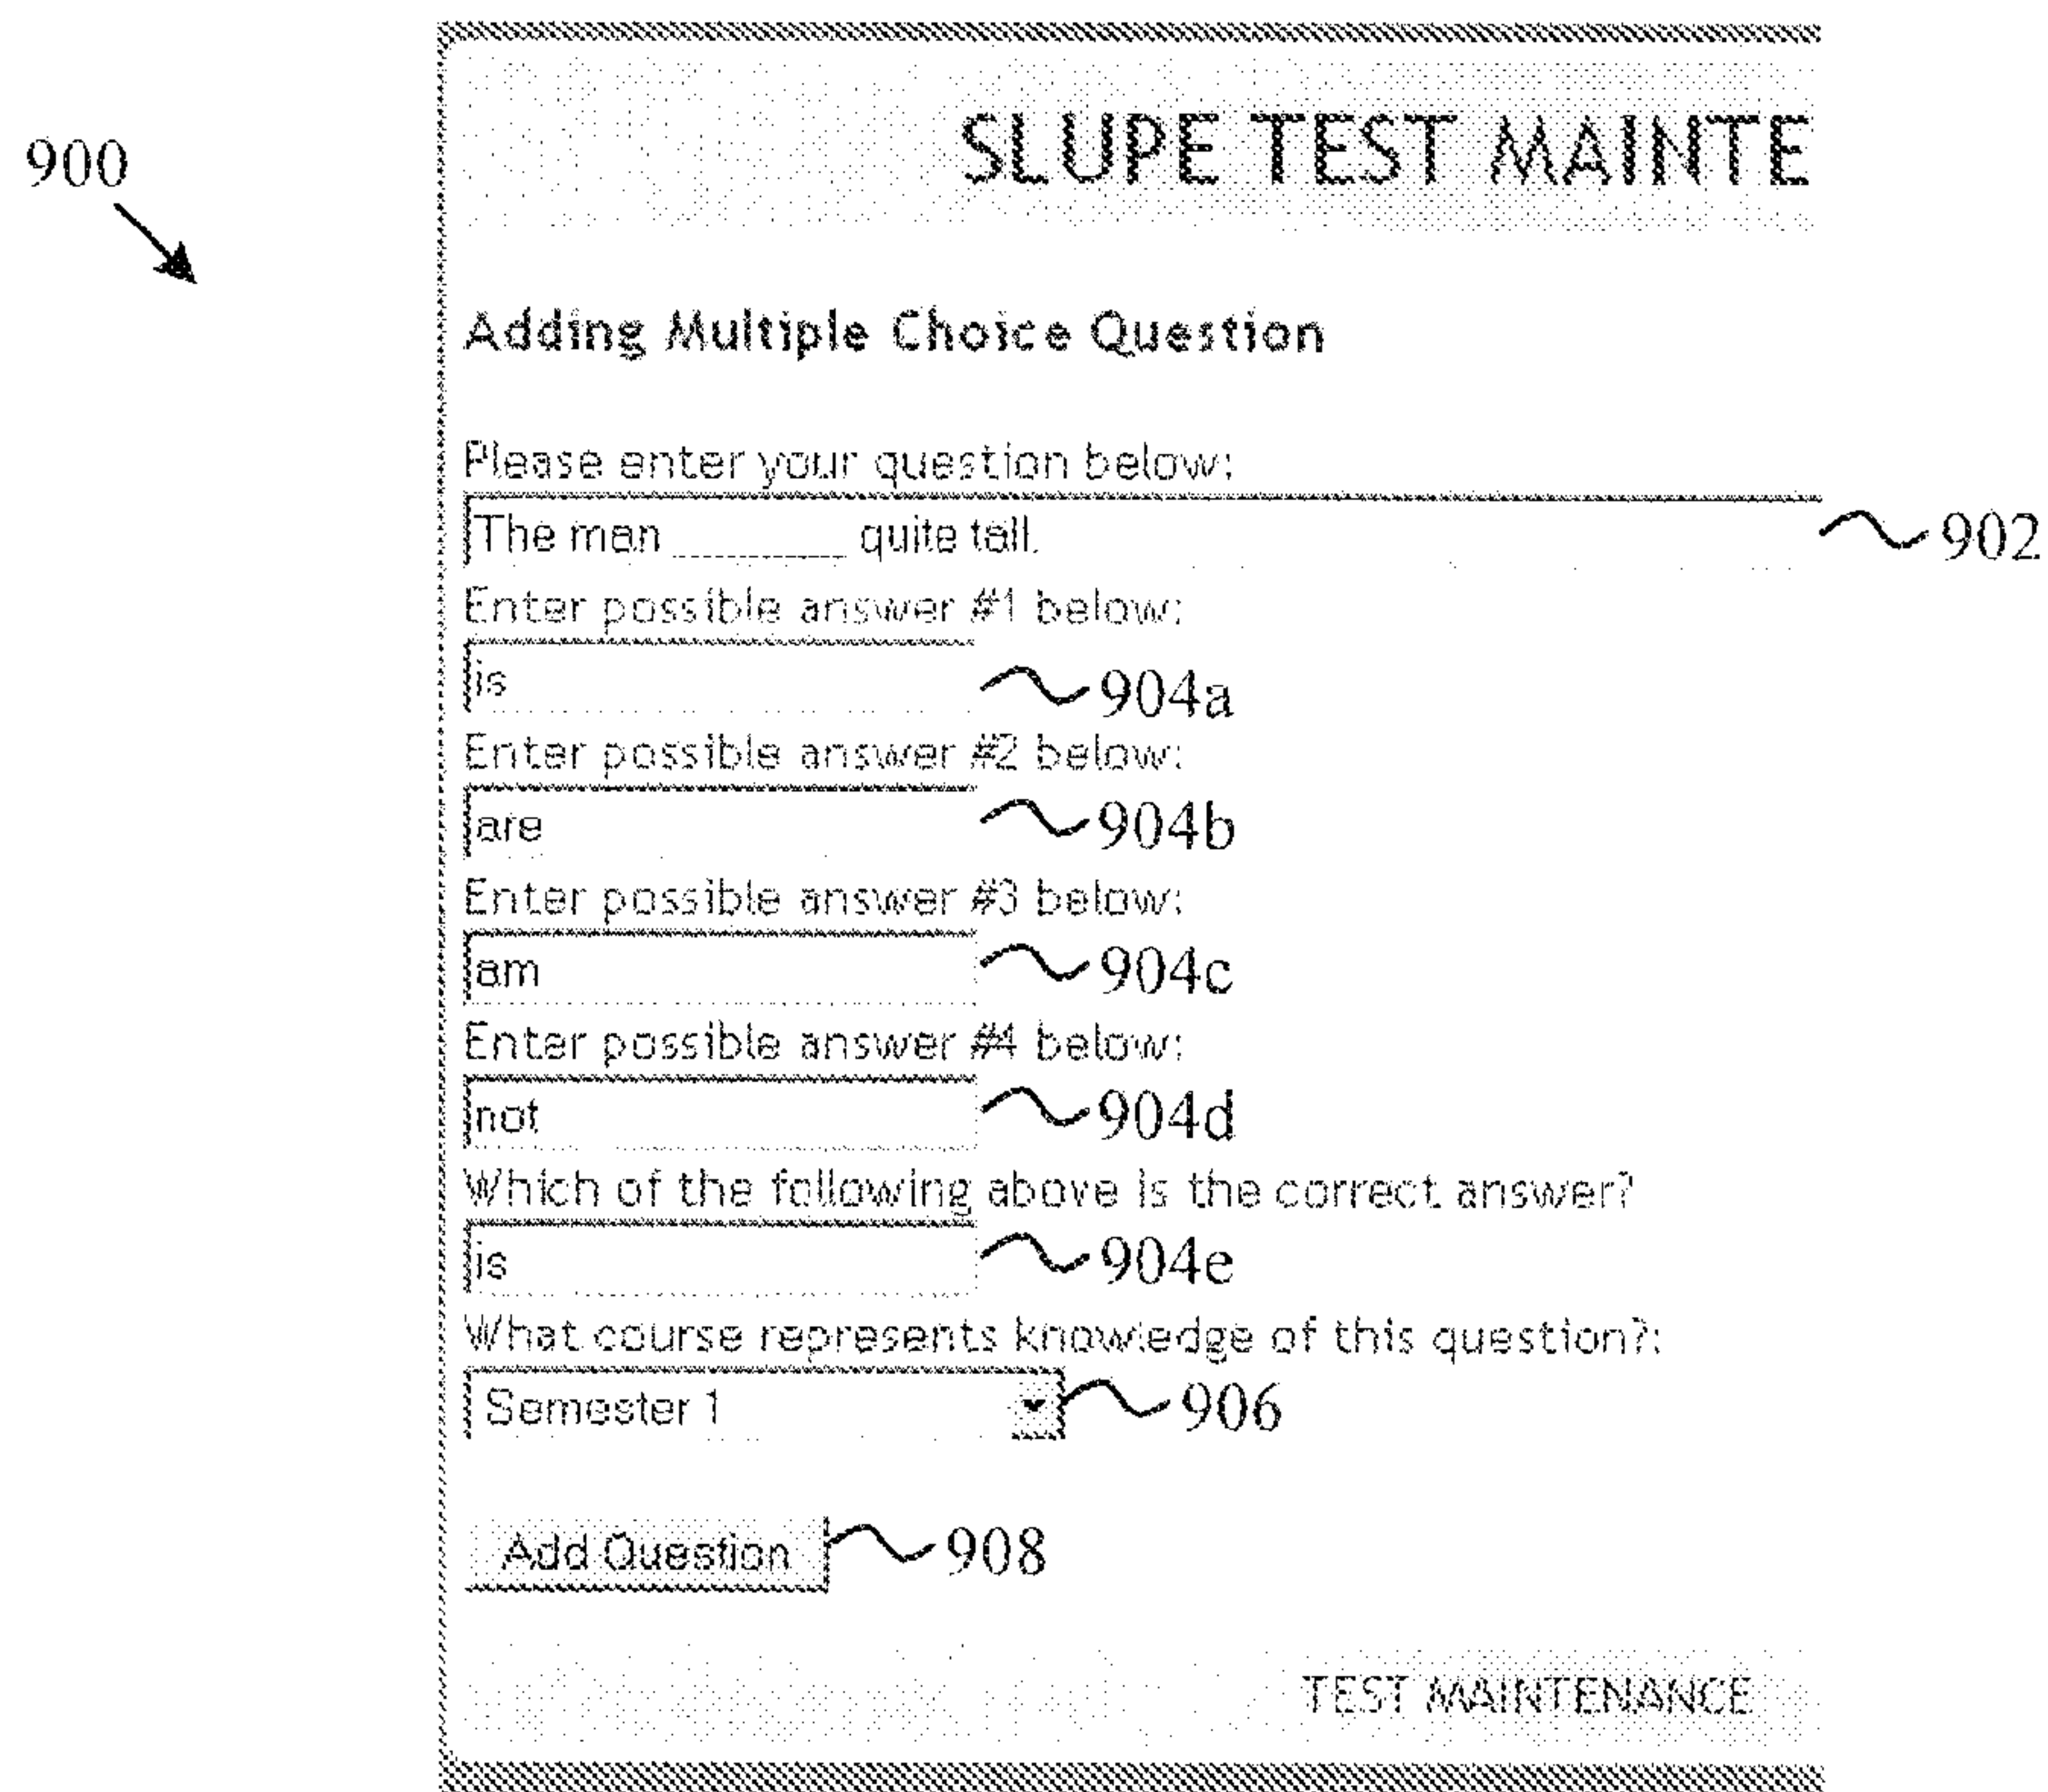 SLUPE TEST MAINTE
900
Adding Multiple Choice Question
Please enter your question below:
The man ________ quite tall. 902
Enter possible answer #1 below:
is 904a
Enter possible answer #2 below:
are 904b
Enter possible answer #3 below:
am 904c
Enter possible answer #4 below:
not 904d
Which of the following above is the correct answer?
is 904e
What course represents knowledge of this question?:
Semester 1 906
Add Question 908
TEST MAINTENANCE